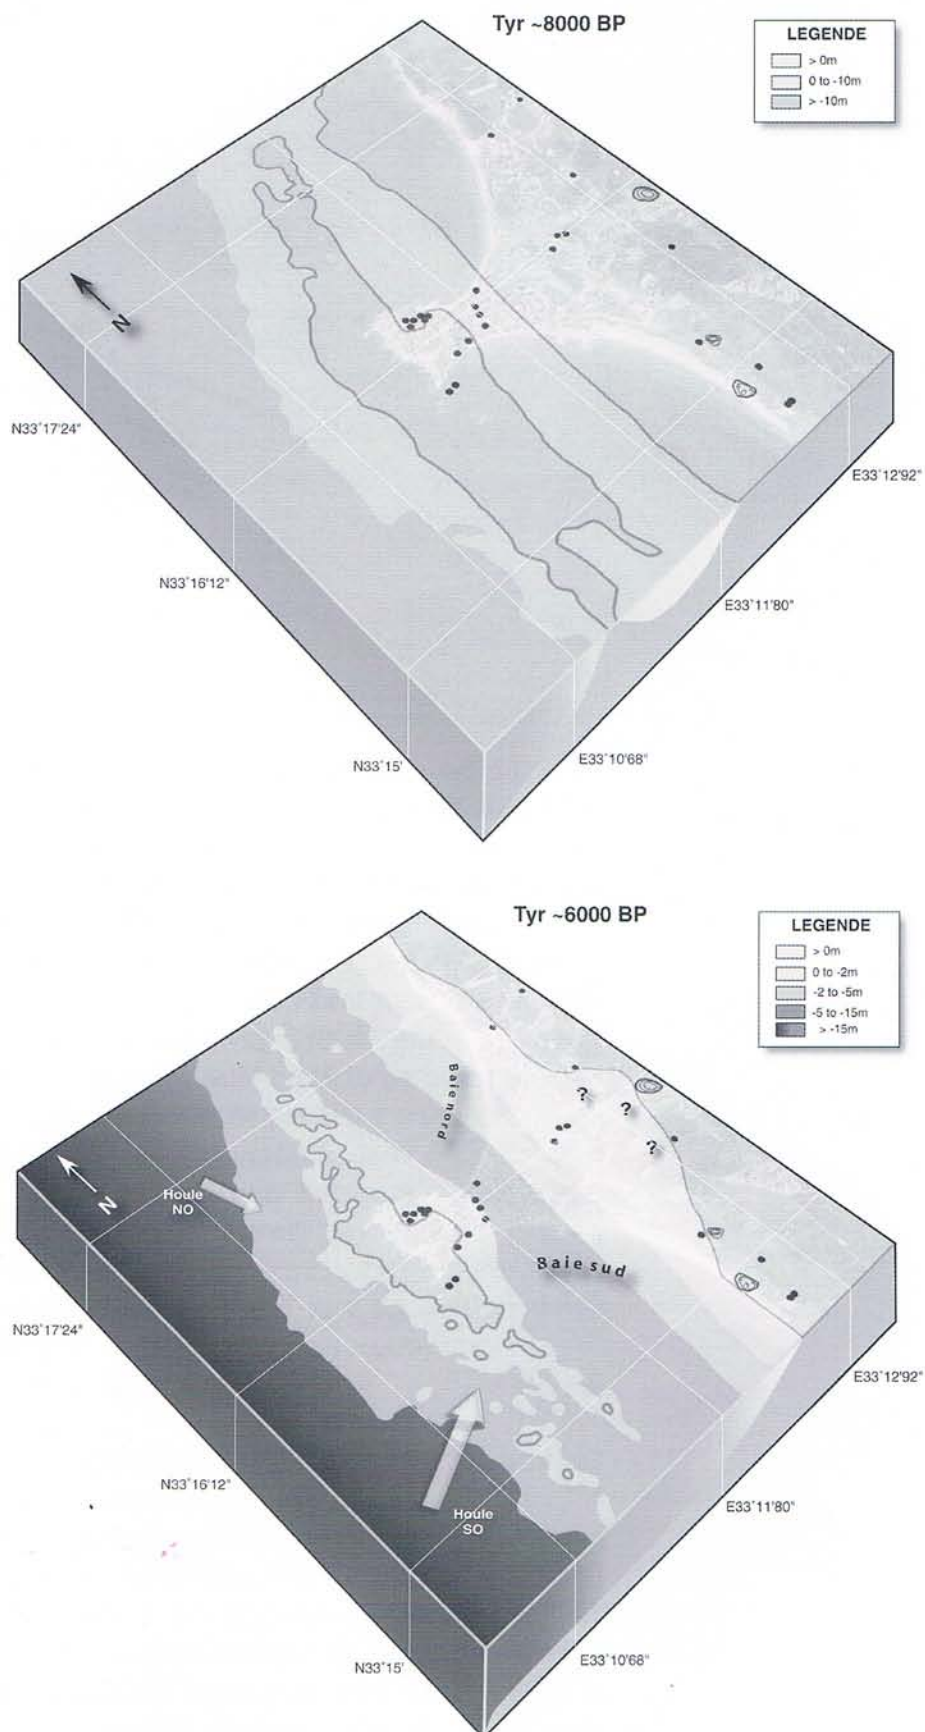 Tyr ~8000 BP
LEGENDE
> 0m
0 to -10m
> -10m
N
N33°17'24"
E33°12'92"
N33°16'12"
E33°11'80"
N33°15'
E33°10'68"
Tyr ~6000 BP
LEGENDE
> 0m
0 to -2m
-2 to -5m
-5 to -15m
> -15m
Baie nord
?
?
?
N
Houle
NO
Baie sud
N33°17'24"
E33°12'92"
N33°16'12"
E33°11'80"
Houle
SO
N33°15'
E33°10'68"